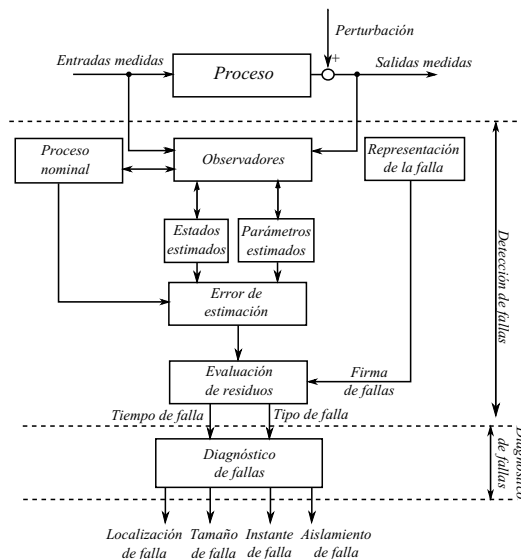 Perturbación
+
Entradas medidas
Proceso
Salidas medidas
Proceso
nominal
Observadores
Representación
de la falla
Estados
estimados
Parámetros
estimados
Error de
estimación
Evaluación
de residuos
Firma
de fallas
Detección de fallas
Tiempo de falla
Tipo de falla
Diagnóstico
de fallas
Diagnóstico
de fallas
Localización
de falla
Tamaño
de falla
Instante
de falla
Aislamiento
de falla